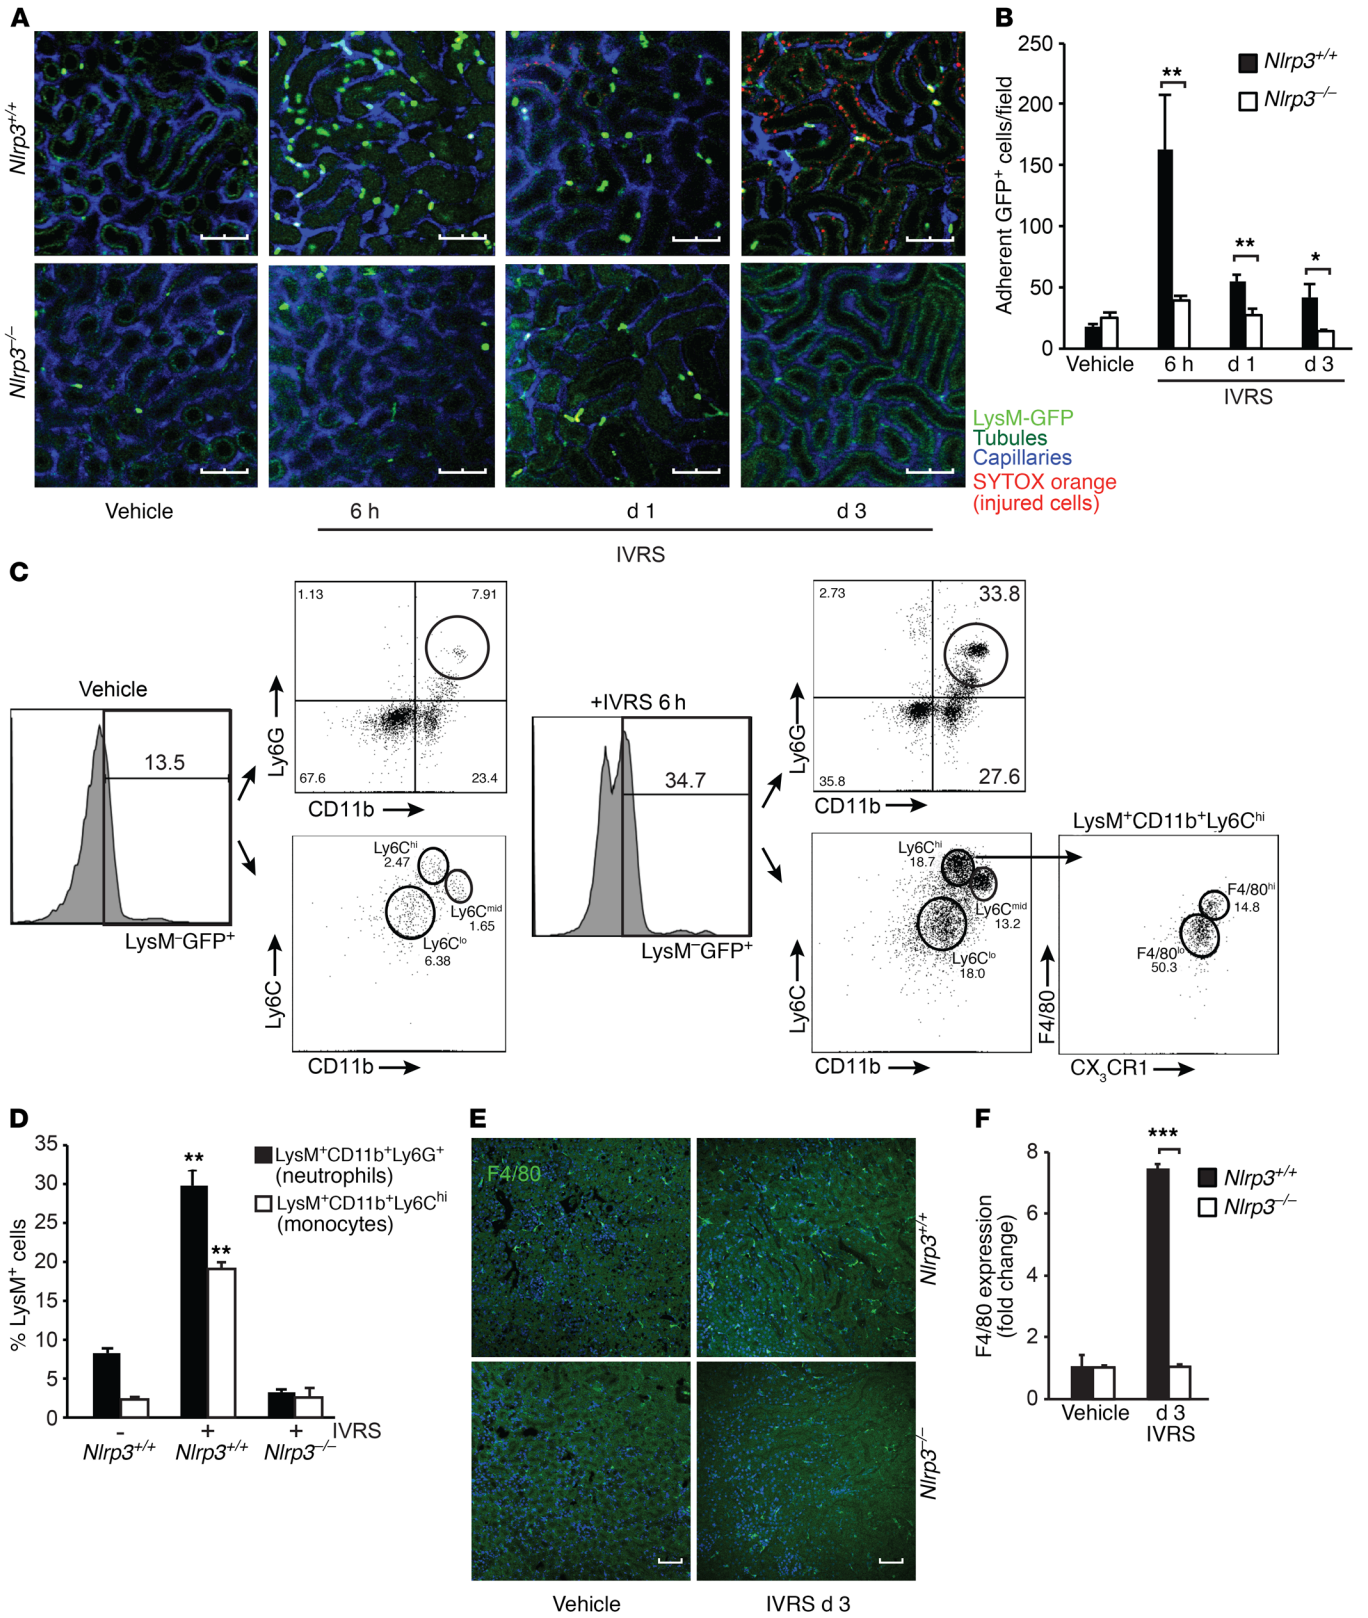 A
Nlrp3+/+
Nlrp3–/–
Vehicle
6 h
d 1
d 3
IVRS
B
250
200
150
100
50
0
Adherent GFP+ cells/field
Nlrp3+/+
Nlrp3–/–
**
**
*
Vehicle
6 h
d 1
d 3
IVRS
LysM-GFP
Tubules
Capillaries
SYTOX orange
(injured cells)
C
Vehicle
13.5
LysM–GFP+
1.13
7.91
67.6
23.4
Ly6G
CD11b
Ly6Chi
2.47
Ly6Cmid
1.65
Ly6Clo
6.38
Ly6C
CD11b
+IVRS 6 h
34.7
LysM–GFP+
2.73
33.8
35.8
27.6
Ly6G
CD11b
Ly6Chi
18.7
Ly6Cmid
13.2
Ly6Clo
18.0
Ly6C
CD11b
LysM+CD11b+Ly6Chi
F4/80hi
14.8
F4/80lo
50.3
F4/80
CX3CR1
D
35
30
25
20
15
10
5
0
% LysM+ cells
**
**
LysM+CD11b+Ly6G+
(neutrophils)
LysM+CD11b+Ly6Chi
(monocytes)
- + + IVRS
Nlrp3+/+ Nlrp3+/+ Nlrp3–/–
E
F4/80
Nlrp3+/+
Nlrp3–/–
Vehicle
IVRS d 3
F
8
6
4
2
0
F4/80 expression
(fold change)
***
Nlrp3+/+
Nlrp3–/–
Vehicle
d 3
IVRS